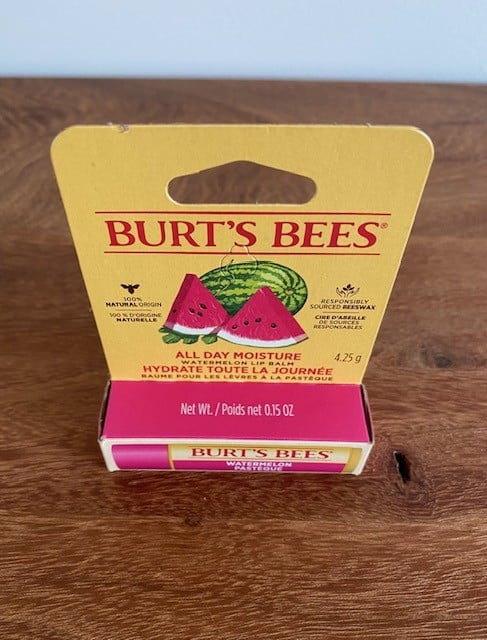 BURT'S BEES®
100%
NATURAL ORIGIN
100 % D'ORIGINE
NATURELLE
RESPONSIBLY
SOURCED BEESWAX
CIRE D'ABEILLE
DE SOURCES
RESPONSABLES
ALL DAY MOISTURE
WATERMELON LIP BALM
HYDRATE TOUTE LA JOURNÉE
BAUME POUR LES LÈVRES À LA PASTÈQUE
4.25 g
Net Wt. / Poids net 0.15 OZ
BURT'S BEES®
WATERMELON
PASTÈQUE